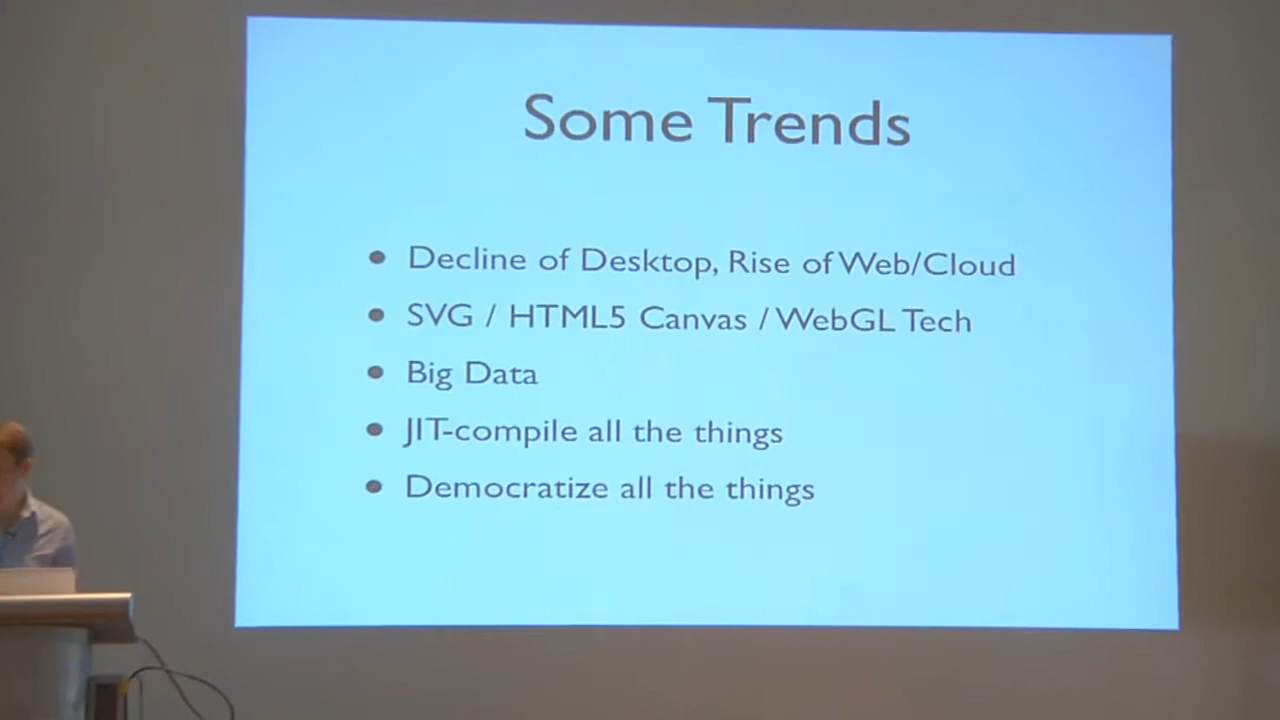 Some Trends
• Decline of Desktop, Rise of Web/Cloud
• SVG / HTML5 Canvas / WebGL Tech
• Big Data
• JIT-compile all the things
• Democratize all the things